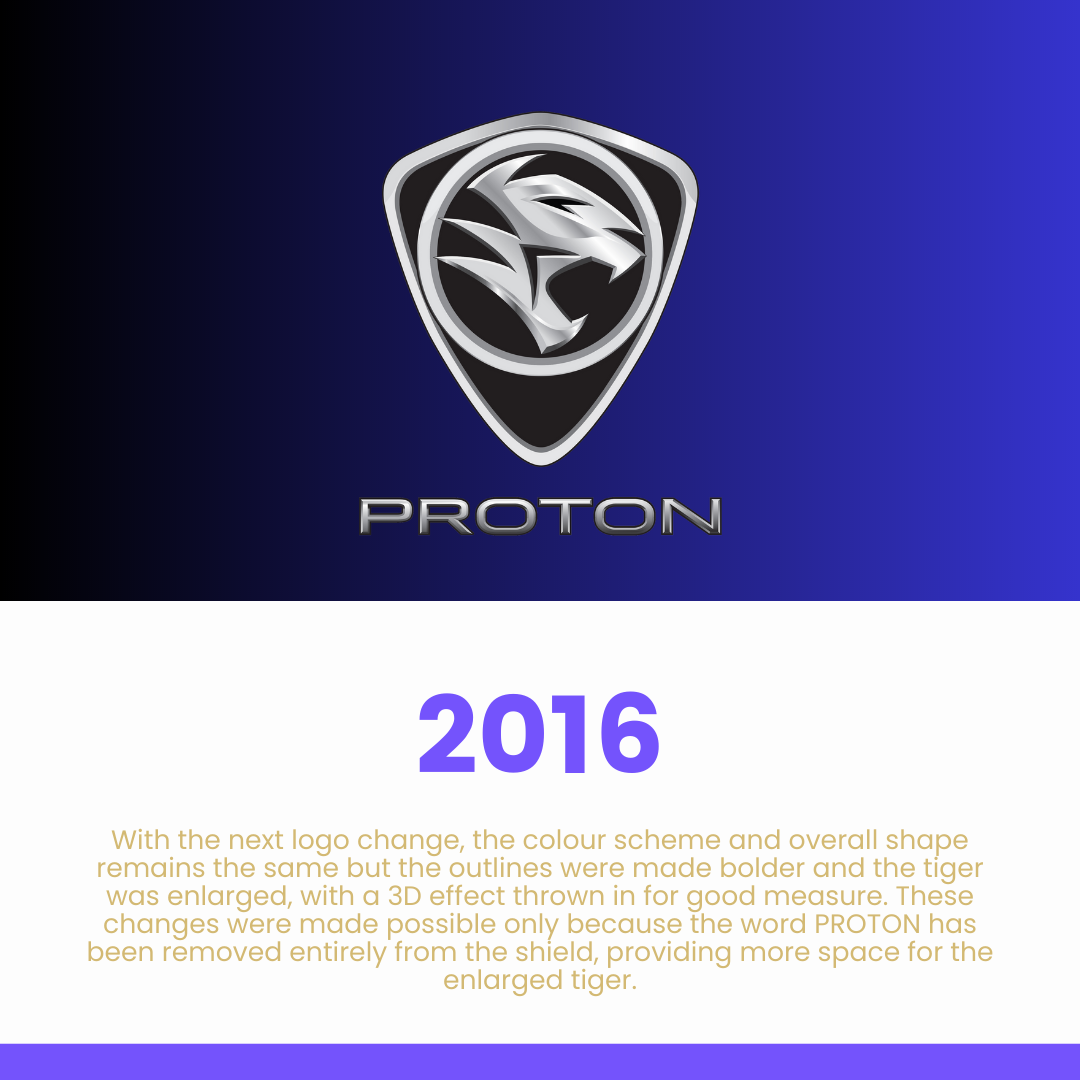 PROTON
2016
With the next logo change, the colour scheme and overall shape
remains the same but the outlines were made bolder and the tiger
was enlarged, with a 3D effect thrown in for good measure. These
changes were made possible only because the word PROTON has
been removed entirely from the shield, providing more space for the
enlarged tiger.